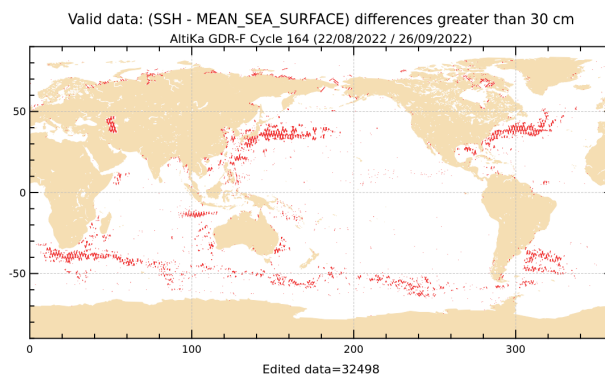 Valid data: (SSH - MEAN_SEA_SURFACE) differences greater than 30 cm
AltiKa GDR-F Cycle 164 (22/08/2022 / 26/09/2022)
50
0
-50
0 100 200 300
Edited data=32498